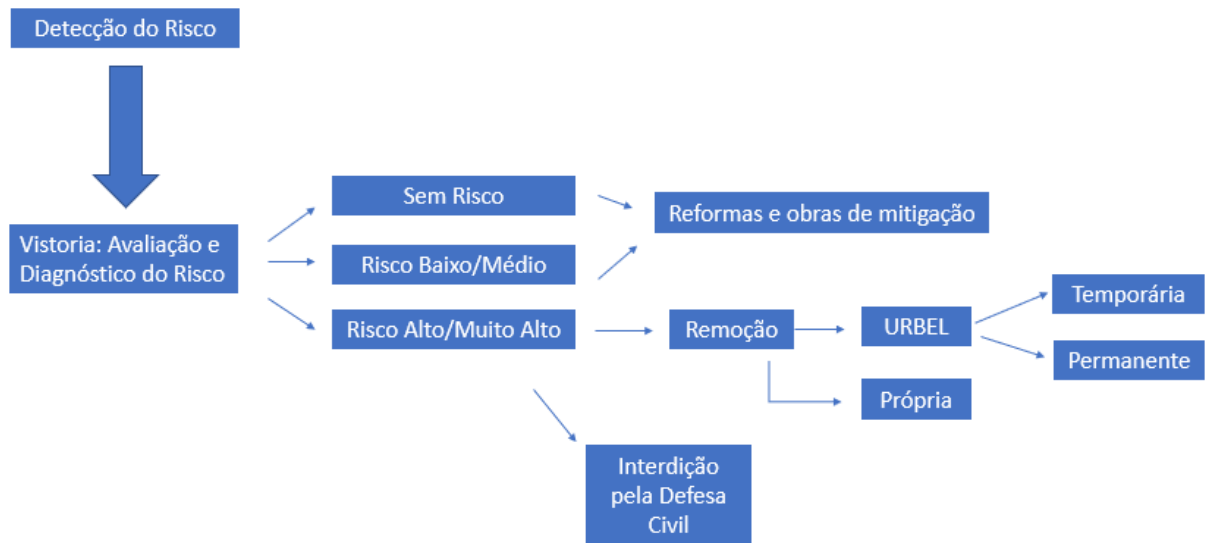 Detecção do Risco
Vistoria: Avaliação e
Diagnóstico do Risco
Sem Risco
Risco Baixo/Médio
Risco Alto/Muito Alto
Reformas e obras de mitigação
Remoção
URBEL
Própria
Temporária
Permanente
Interdição
pela Defesa
Civil